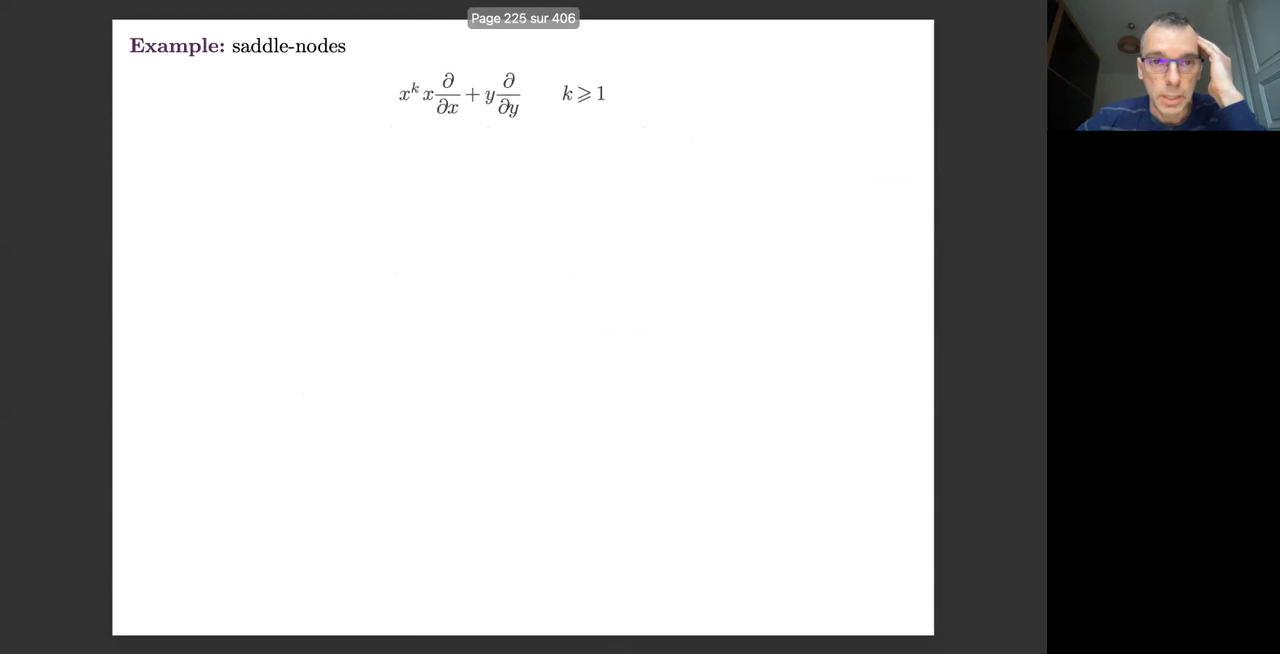 Page 225 sur 406
Example: saddle-nodes
x^k x ∂/∂x + y ∂/∂y    k ⩾ 1